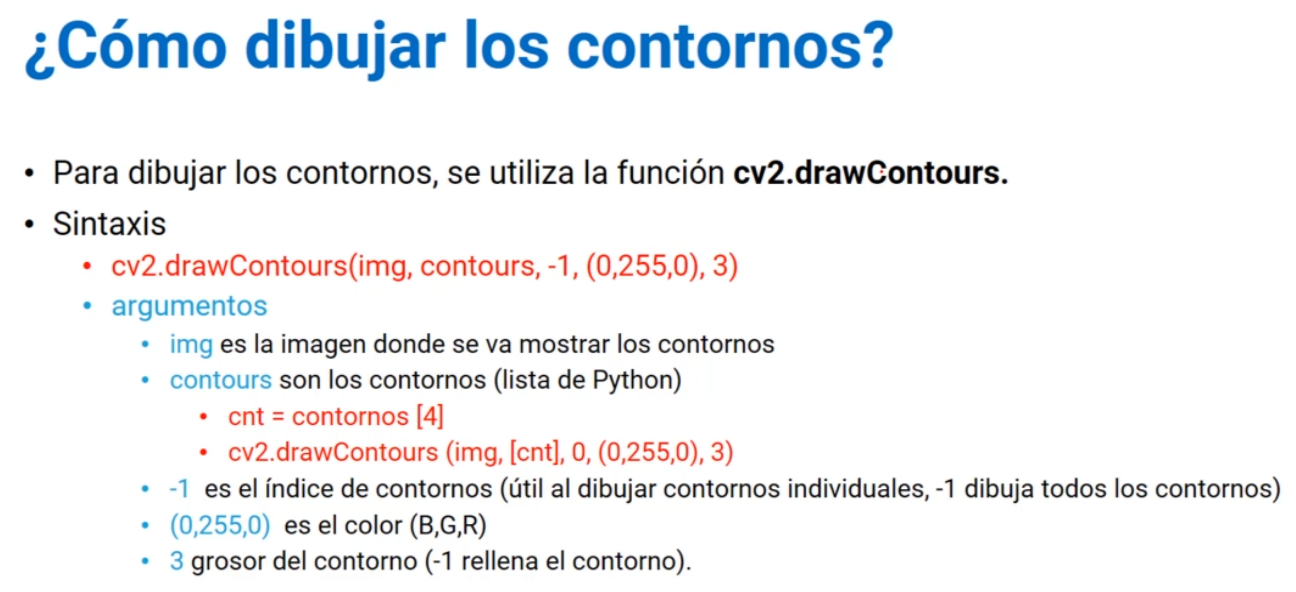 ¿Cómo dibujar los contornos?
• Para dibujar los contornos, se utiliza la función cv2.drawContours.
• Sintaxis
• cv2.drawContours(img, contours, -1, (0,255,0), 3)
• argumentos
• img es la imagen donde se va mostrar los contornos
• contours son los contornos (lista de Python)
• cnt = contornos [4]
• cv2.drawContours (img, [cnt], 0, (0,255,0), 3)
• -1 es el índice de contornos (útil al dibujar contornos individuales, -1 dibuja todos los contornos)
• (0,255,0) es el color (B,G,R)
• 3 grosor del contorno (-1 rellena el contorno).